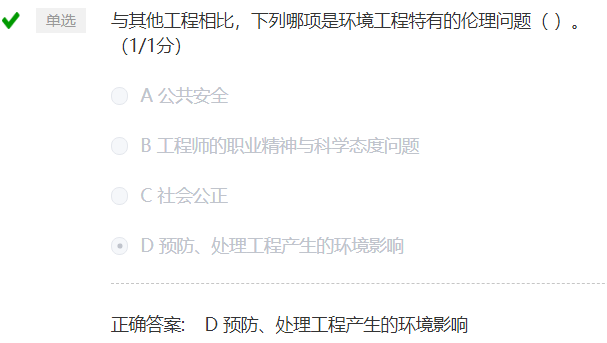 单选 与其他工程相比，下列哪项是环境工程特有的伦理问题（ ）。
（1/1分）
A 公共安全
B 工程师的职业精神与科学态度问题
C 社会公正
D 预防、处理工程产生的环境影响
正确答案： D 预防、处理工程产生的环境影响